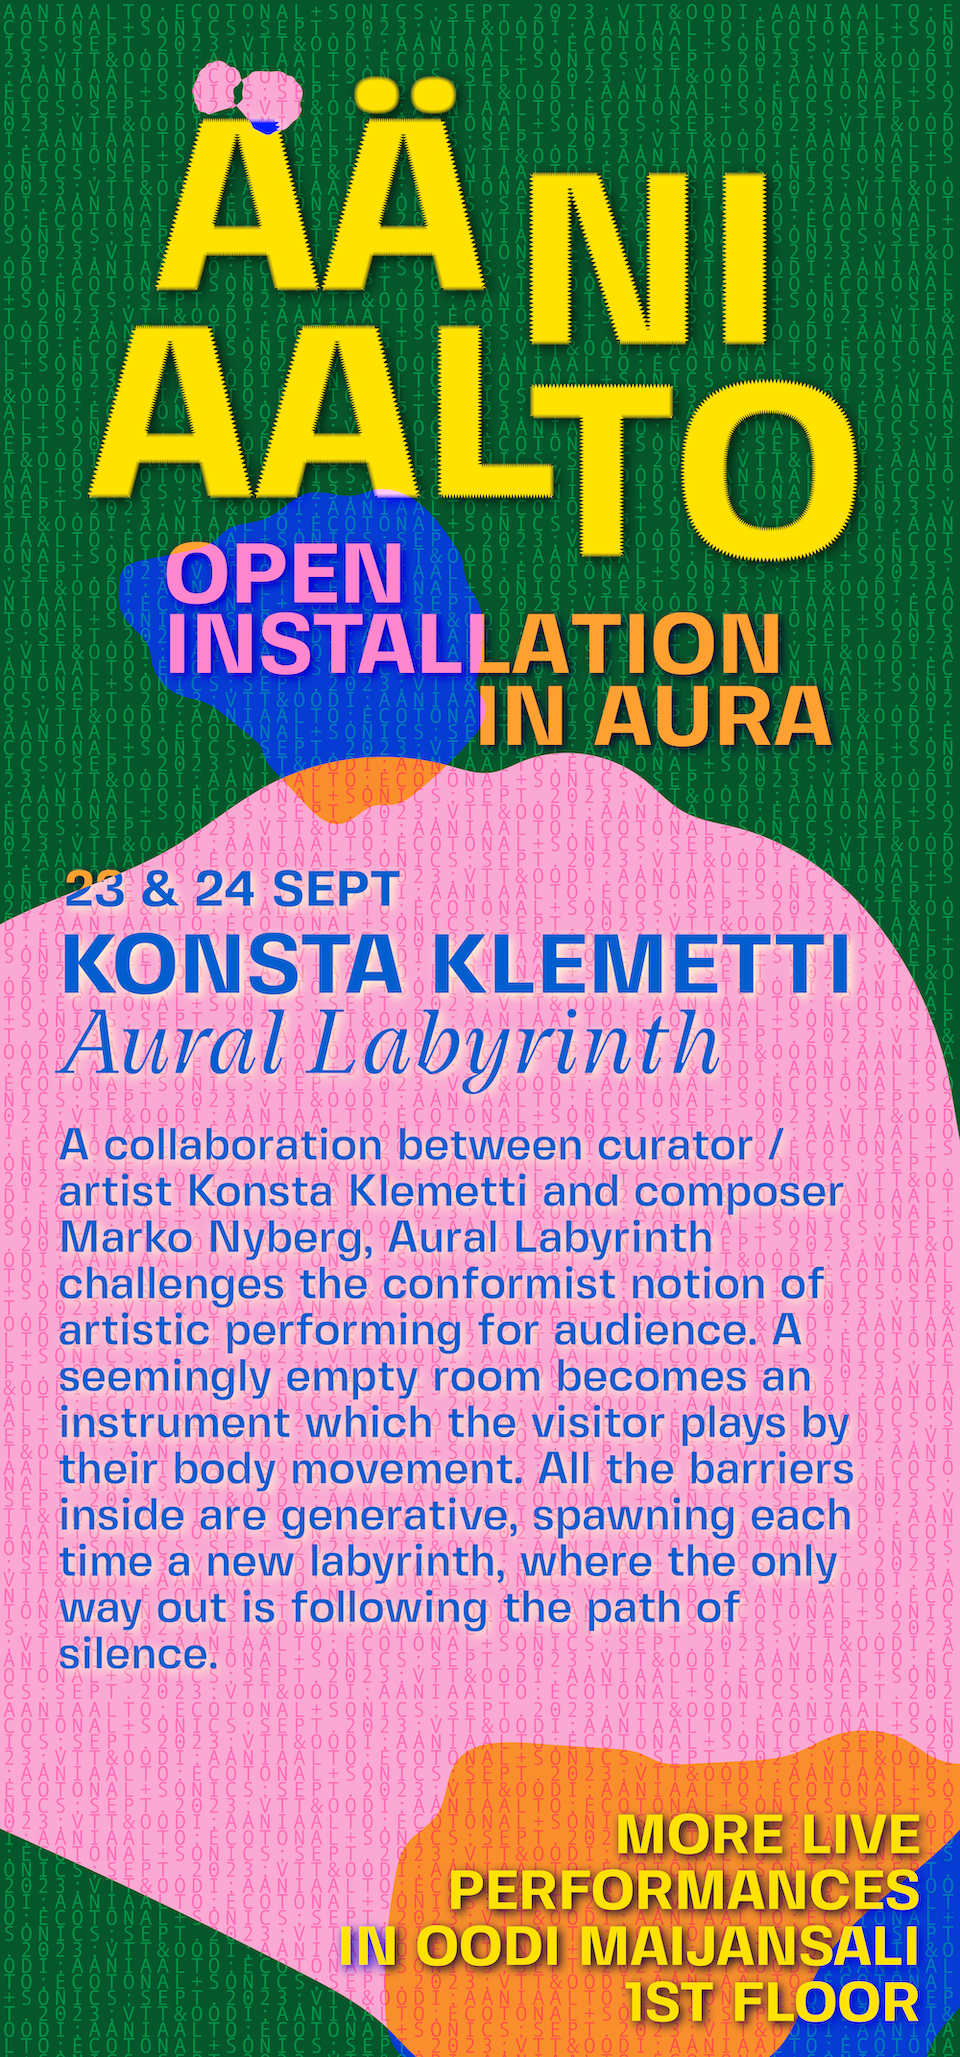 ÄÄNI
AALTO
OPEN
INSTALLATION
IN AURA
23 & 24 SEPT
KONSTA KLEMETTI
Aural Labyrinth
A collaboration between curator /
artist Konsta Klemetti and composer
Marko Nyberg, Aural Labyrinth
challenges the conformist notion of
artistic performing for audience. A
seemingly empty room becomes an
instrument which the visitor plays by
their body movement. All the barriers
inside are generative, spawning each
time a new labyrinth, where the only
way out is following the path of
silence.
MORE LIVE
PERFORMANCES
IN OODI MAIJANSALI
1ST FLOOR